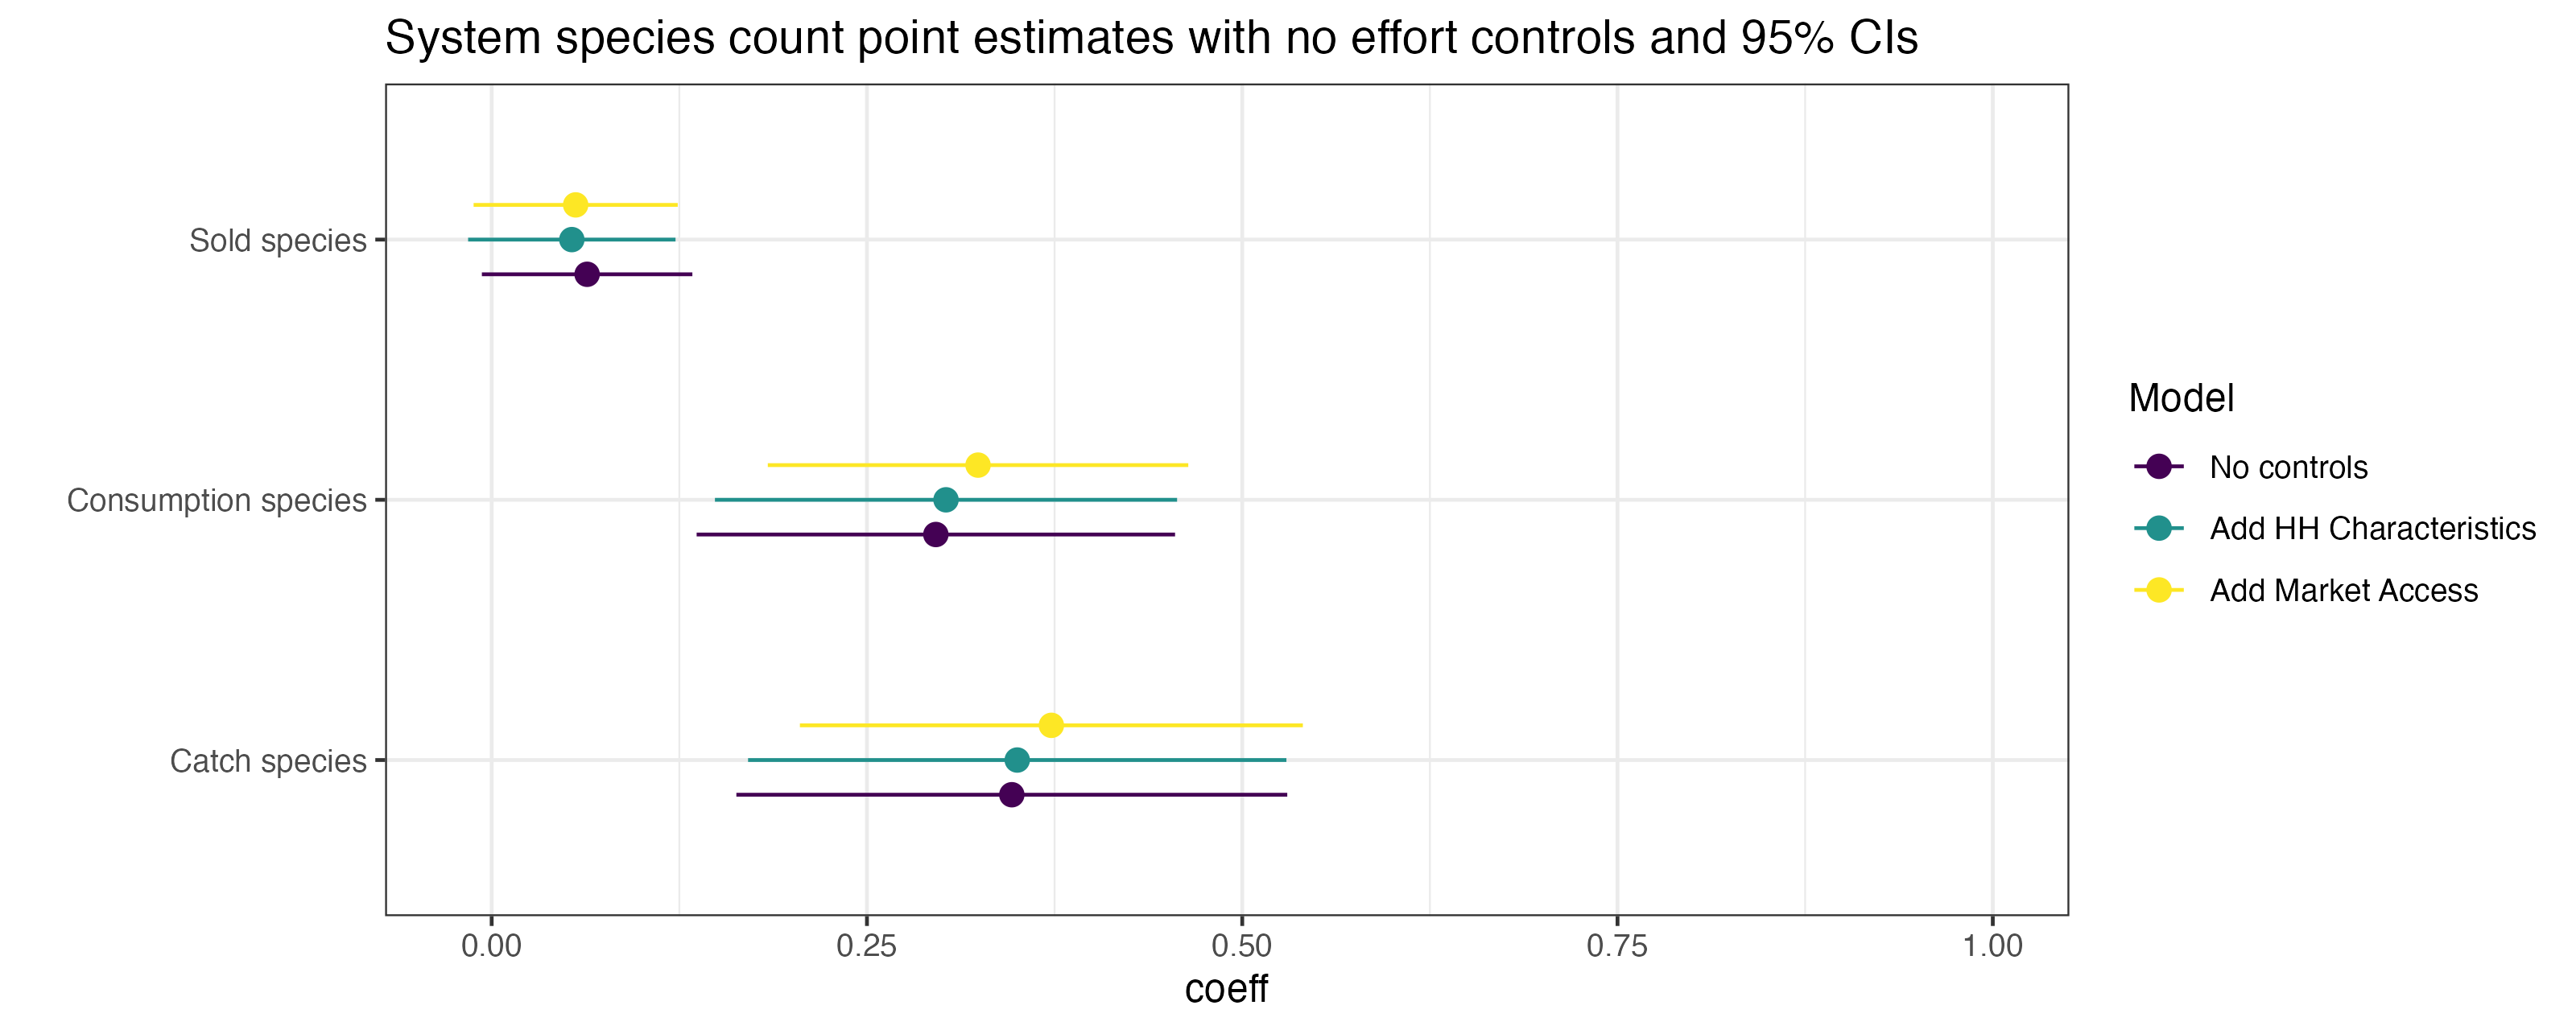 System species count point estimates with no effort controls and 95% CIs
Sold species
Consumption species
Catch species
0.00
0.25
0.50
0.75
1.00
coeff
Model
No controls
Add HH Characteristics
Add Market Access